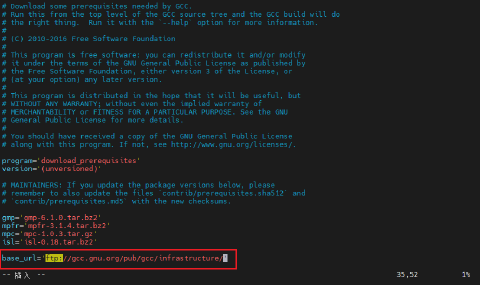 # Download some prerequisites needed by GCC.
# Run this from the top level of the GCC source tree and the GCC build will do
# the right thing.  Run it with the `--help` option for more information.
#
# (C) 2010-2016 Free Software Foundation
#
# This program is free software: you can redistribute it and/or modify
# it under the terms of the GNU General Public License as published by
# the Free Software Foundation, either version 3 of the License, or
# (at your option) any later version.
#
# This program is distributed in the hope that it will be useful, but
# WITHOUT ANY WARRANTY; without even the implied warranty of
# MERCHANTABILITY or FITNESS FOR A PARTICULAR PURPOSE. See the GNU
# General Public License for more details.
#
# You should have received a copy of the GNU General Public License
# along with this program. If not, see http://www.gnu.org/licenses/.

program='download_prerequisites'
version='(unversioned)'

# MAINTAINERS: If you update the package versions below, please
# remember to also update the files `contrib/prerequisites.sha512` and
# `contrib/prerequisites.md5` with the new checksums.

gmp='gmp-6.1.0.tar.bz2'
mpfr='mpfr-3.1.4.tar.bz2'
mpc='mpc-1.0.3.tar.gz'
isl='isl-0.18.tar.bz2'

base_url='ftp://gcc.gnu.org/pub/gcc/infrastructure/'
-- 插入 -- 35,52 1%